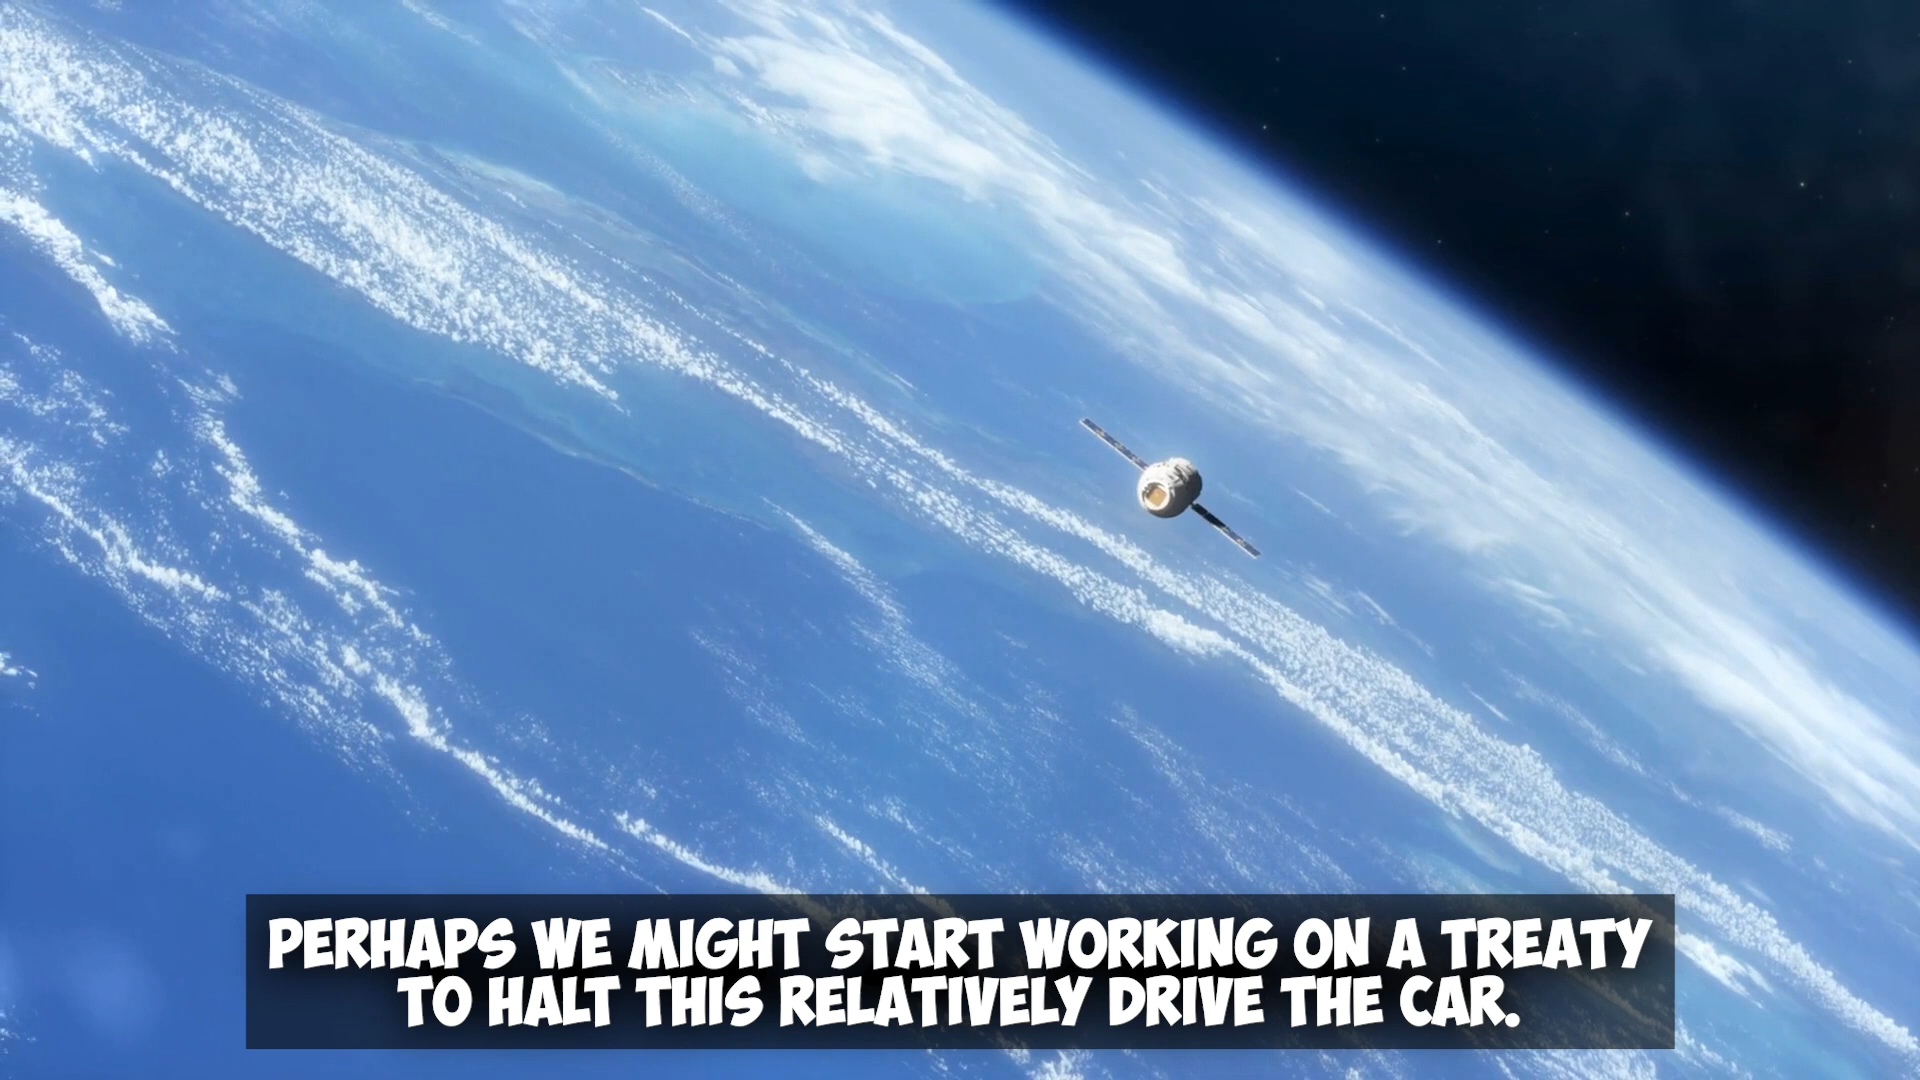 PERHAPS WE MIGHT START WORKING ON A TREATY
TO HALT THIS RELATIVELY DRIVE THE CAR.